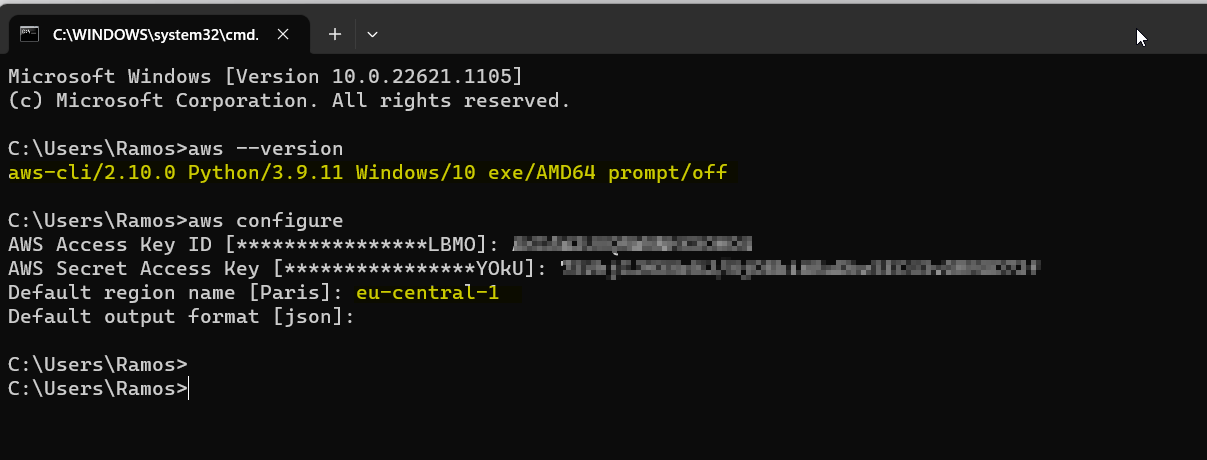 C:\WINDOWS\system32\cmd.
Microsoft Windows [Version 10.0.22621.1105]
(c) Microsoft Corporation. All rights reserved.
C:\Users\Ramos>aws --version
aws-cli/2.10.0 Python/3.9.11 Windows/10 exe/AMD64 prompt/off
C:\Users\Ramos>aws configure
AWS Access Key ID [****************LBMO]:
AWS Secret Access Key [****************YOkU]:
Default region name [Paris]: eu-central-1
Default output format [json]:
C:\Users\Ramos>
C:\Users\Ramos>